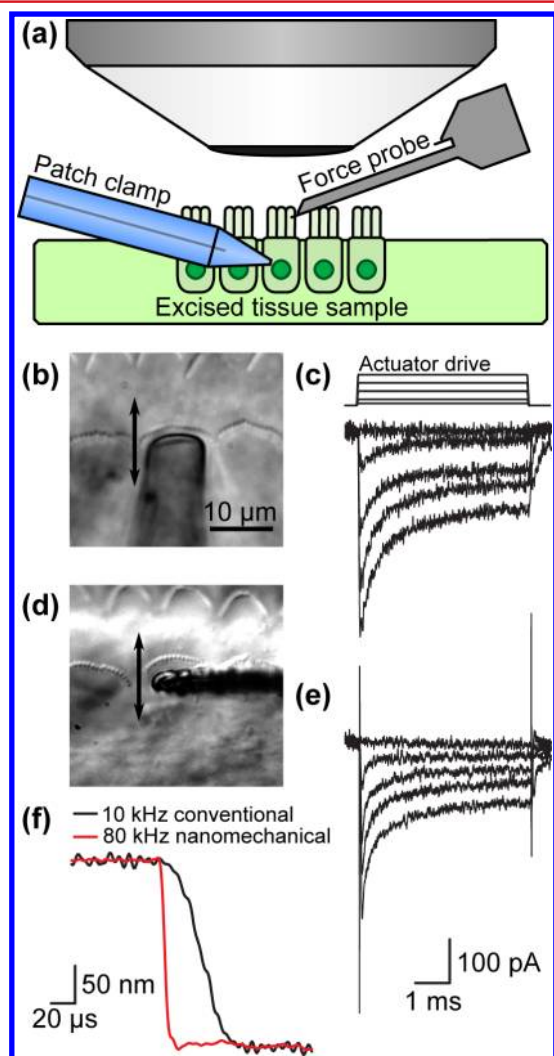 (a)
Patch clamp
Force probe
Excised tissue sample
(b)
10 µm
(c)
Actuator drive
(d)
(e)
(f)
10 kHz conventional
80 kHz nanomechanical
50 nm
20 µs
100 pA
1 ms